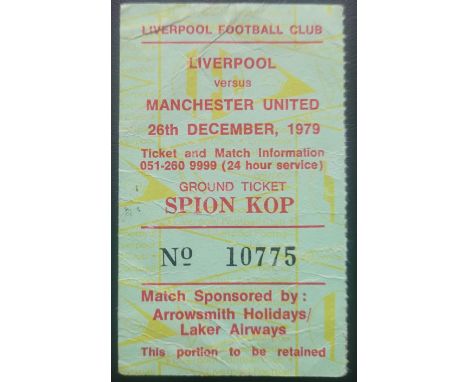 LIVERPOOL FOOTBALL CLUB
LIVERPOOL
versus
MANCHESTER UNITED
26th DECEMBER, 1979
Ticket and Match Information
051-260 9999 (24 hour service)
GROUND TICKET
SPION KOP
Nº 10775
Match Sponsored by:
Arrowsmith Holidays/
Laker Airways
This portion to be retained